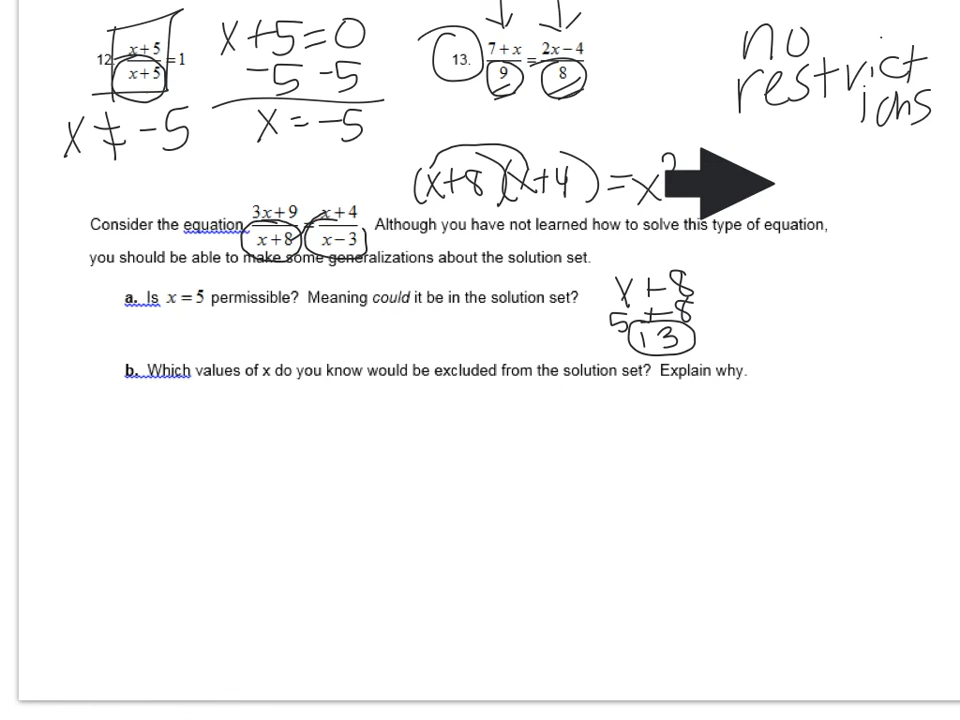 12. x+5/x+5 = 1
x+5=0
-5 -5
x=-5
x≠-5
13. 7+x/9 = 2x-4/8
no
restrict
ions
(x+8)(x+4)=x²
Consider the equation 3x+9/x+8 = x+4/x-3. Although you have not learned how to solve this type of equation,
you should be able to make some generalizations about the solution set.
a. Is x = 5 permissible? Meaning could it be in the solution set?
x+8
5+8
13
b. Which values of x do you know would be excluded from the solution set? Explain why.